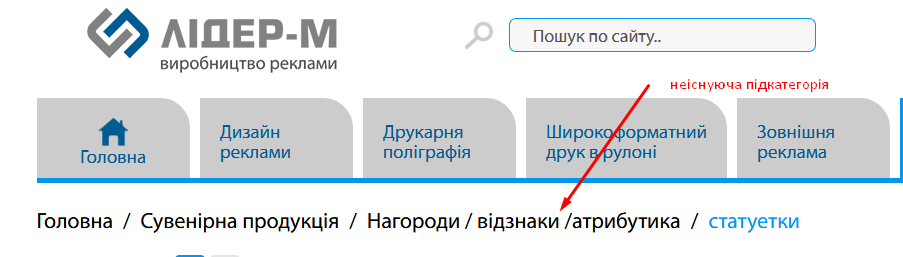 ЛІДЕР-М
виробництво реклами
Пошук по сайту..
неіснуюча підкатегорія
Головна
Дизайн
реклами
Друкарня
поліграфія
Широкоформатний
друк в рулоні
Зовнішня
реклама
Головна / Сувенірна продукція / Нагороди / відзнаки /атрибутика / статуетки